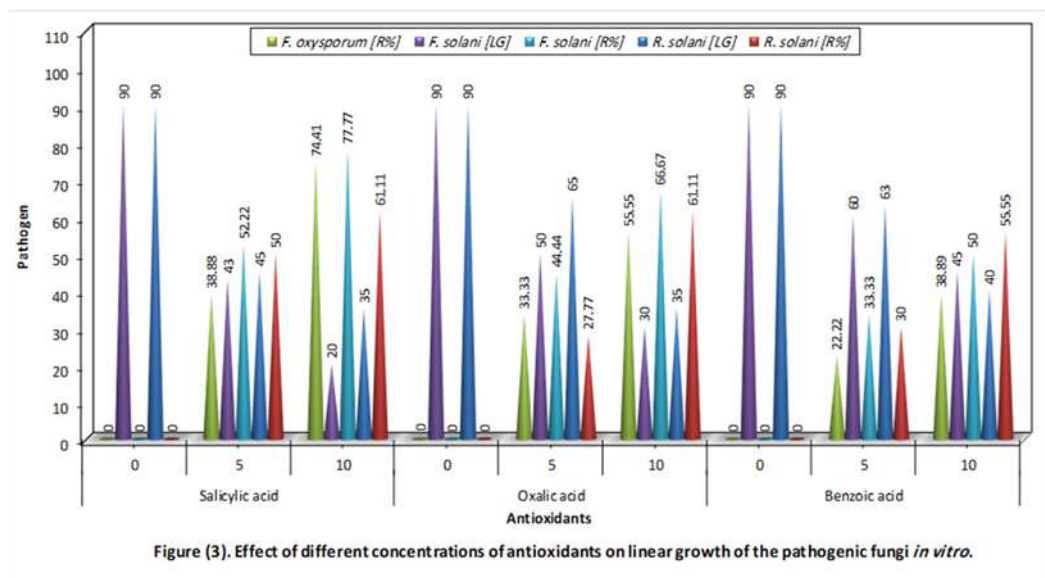 F. oxysporum [R%] F. solani [LG] F. solani [R%] R. solani [LG] R. solani [R%]
110
100
90
80
70
60
50
40
30
20
10
0
Pathogen
0 90 0 90 0
38.88 43 52.22 45 50
74.41 20 77.77 35 61.11
0 90 0 90 0
33.33 50 44.44 65 27.77
55.55 30 66.67 35 61.11
0 90 0 90 0
22.22 60 33.33 63 30
38.89 45 50 40 55.55
0 5 10 0 5 10 0 5 10
Salicylic acid Oxalic acid Benzoic acid
Antioxidants
Figure (3). Effect of different concentrations of antioxidants on linear growth of the pathogenic fungi in vitro.